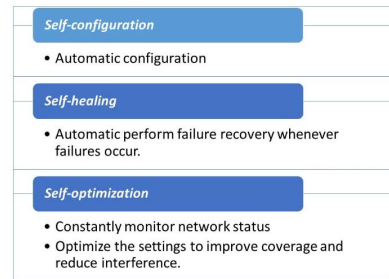 Self-configuration
• Automatic configuration
Self-healing
• Automatic perform failure recovery whenever
failures occur.
Self-optimization
• Constantly monitor network status
• Optimize the settings to improve coverage and
reduce interference.